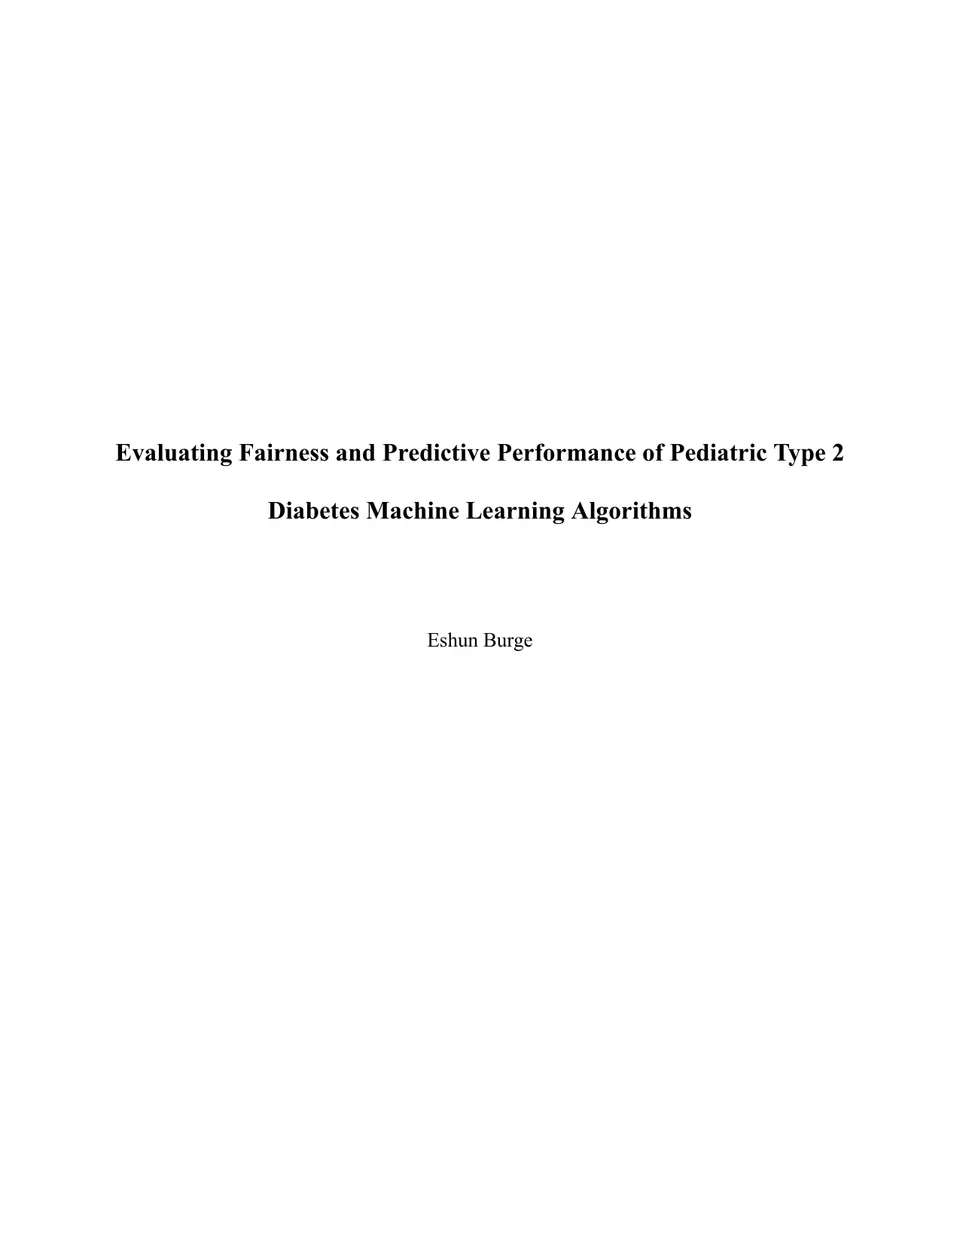 Evaluating Fairness and Predictive Performance of Pediatric Type 2
Diabetes Machine Learning Algorithms
Eshun Burge